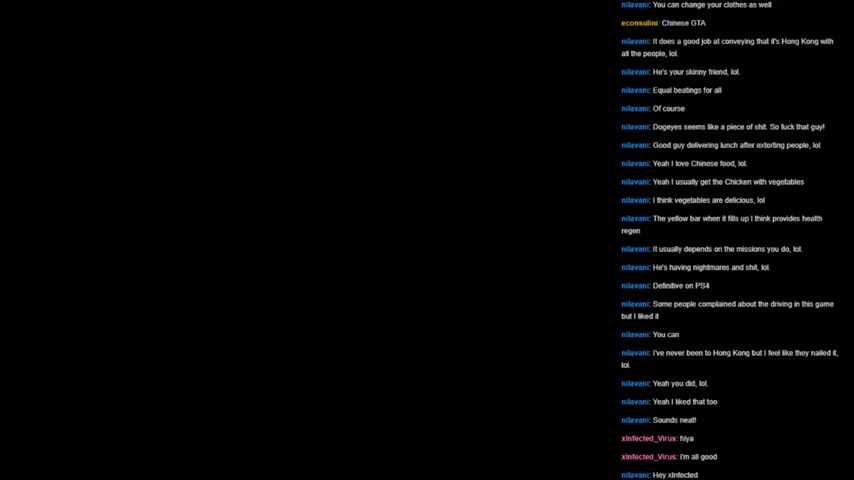 nilavani: You can change your clothes as well
econsulini: Chinese GTA
nilavani: It does a good job at conveying that it's Hong Kong with
all the people, lol.
nilavani: He's your skinny friend, lol.
nilavani: Equal beatings for all
nilavani: Of course
nilavani: Dogeyes seems like a piece of shit. So fuck that guy!
nilavani: Good guy delivering lunch after extorting people, lol
nilavani: Yeah I love Chinese food, lol.
nilavani: Yeah I usually get the Chicken with vegetables
nilavani: I think vegetables are delicious, lol
nilavani: The yellow bar when it fills up I think provides health
regen
nilavani: It usually depends on the missions you do, lol.
nilavani: He's having nightmares and shit, lol.
nilavani: Definitive on PS4
nilavani: Some people complained about the driving in this game
but I liked it
nilavani: You can
nilavani: I've never been to Hong Kong but I feel like they nailed it,
lol.
nilavani: Yeah you did, lol.
nilavani: Yeah I liked that too
nilavani: Sounds neat!
xInfected_Virus: hiya
xInfected_Virus: i'm all good
nilavani: Hey xInfected